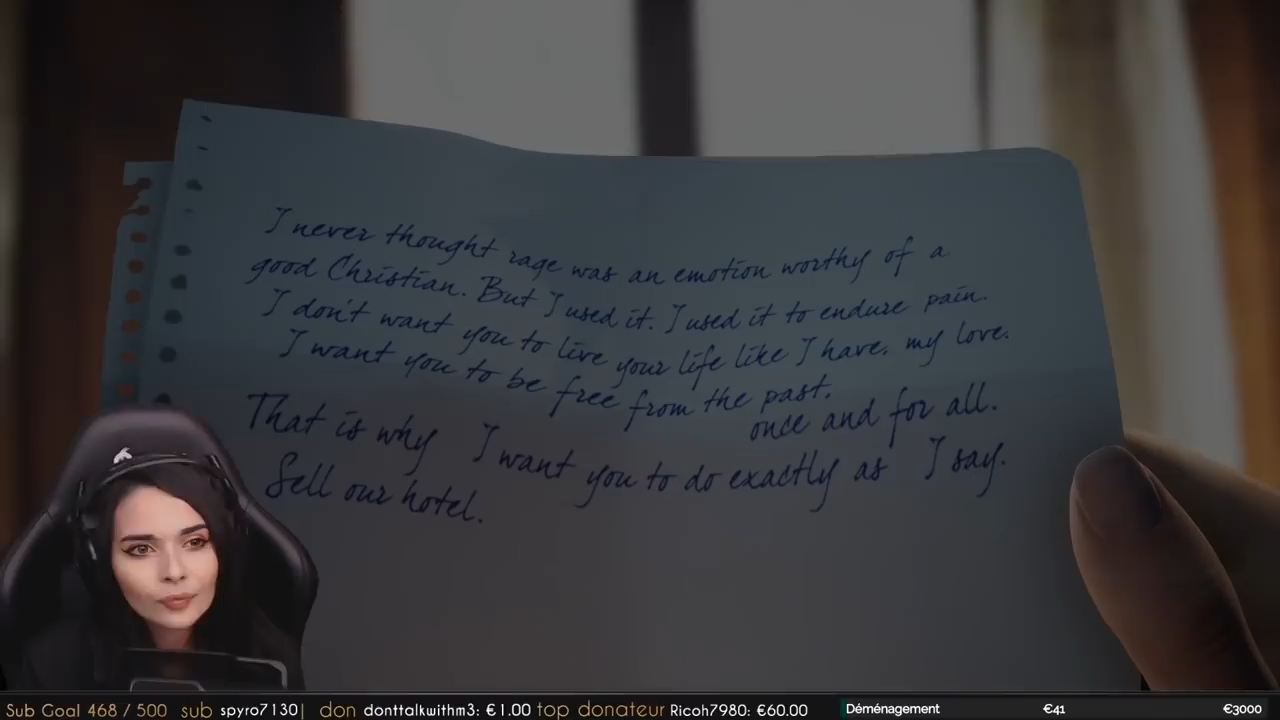 I never thought rage was an emotion worthy of a
good Christian. But I used it. I used it to endure pain.
I don't want you to live your life like I have, my love.
I want you to be free from the past,
once and for all.
That is why I want you to do exactly as I say.
Sell our hotel.
Sub Goal 468 / 500 sub spyro7130| don donttalkwithm3: €1.00 top donateur Ricoh7980: €60.00
Déménagement €41 €3000